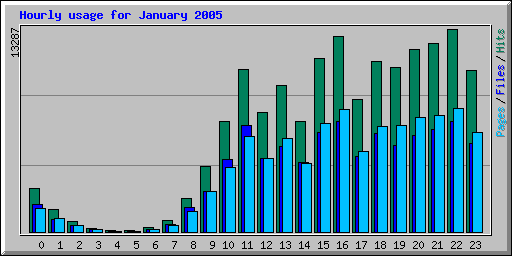 Hourly usage for January 2005
13287
Pages/Files/Hits
0 1 2 3 4 5 6 7 8 9 10 11 12 13 14 15 16 17 18 19 20 21 22 23